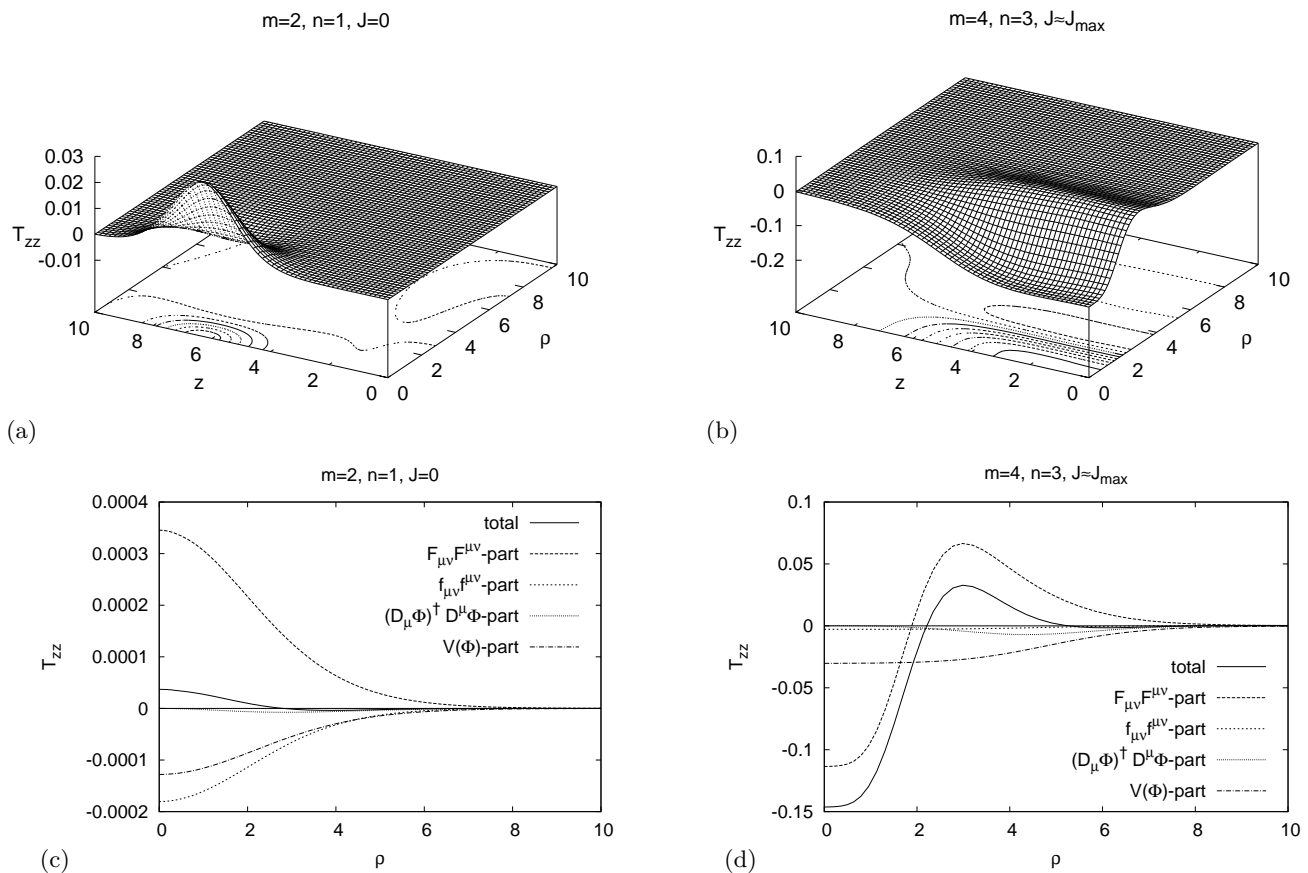 m=2, n=1, J=0
0.03
0.02
0.01
0
-0.01
T_zz
10
8
6
4
2
0
z
0
2
4
6
8
10
ρ
(a)
m=4, n=3, J≈J_max
0.1
0
-0.1
-0.2
T_zz
10
8
6
4
2
0
z
0
2
4
6
8
10
ρ
(b)
m=2, n=1, J=0
0.0004
0.0003
0.0002
0.0001
0
-0.0001
-0.0002
T_zz
total
F_μν F^μν-part
f_μν f^μν-part
(D_μΦ)^† D^μΦ-part
V(Φ)-part
0 2 4 6 8 10
ρ
(c)
m=4, n=3, J≈J_max
0.1
0.05
0
-0.05
-0.1
-0.15
T_zz
total
F_μν F^μν-part
f_μν f^μν-part
(D_μΦ)^† D^μΦ-part
V(Φ)-part
0 2 4 6 8 10
ρ
(d)